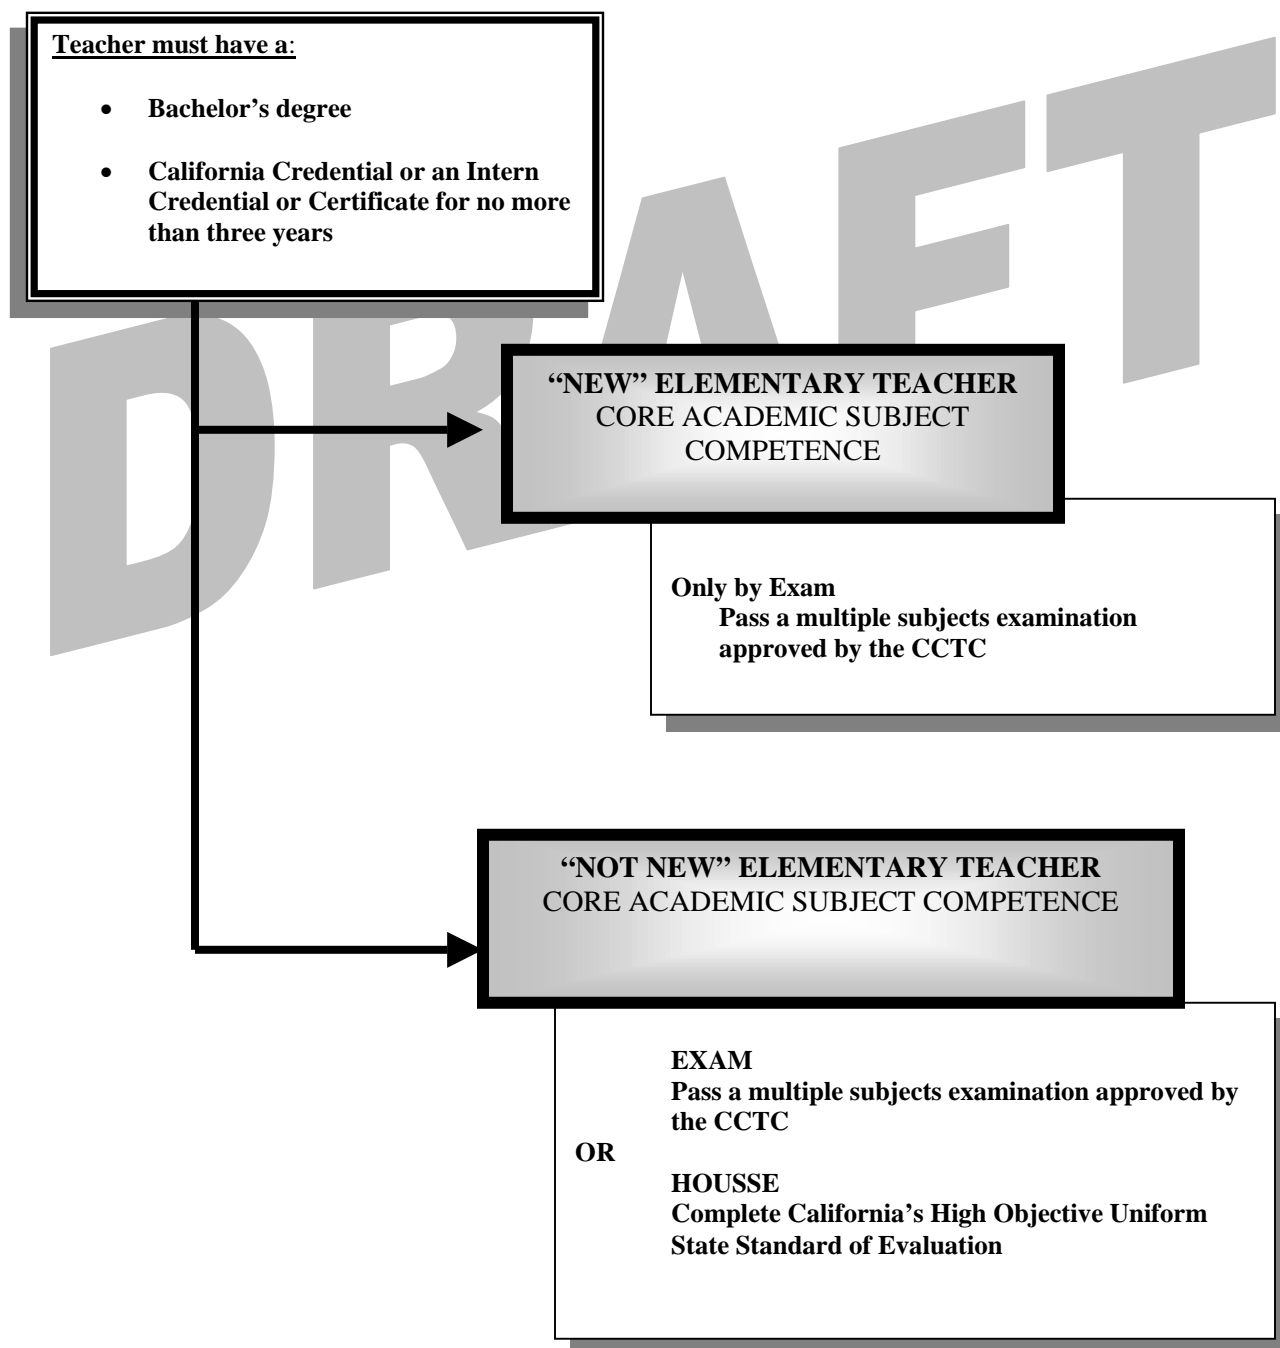 Teacher must have a:
• Bachelor’s degree
• California Credential or an Intern
Credential or Certificate for no more
than three years
DRAFT
“NEW” ELEMENTARY TEACHER
CORE ACADEMIC SUBJECT
COMPETENCE
Only by Exam
Pass a multiple subjects examination
approved by the CCTC
“NOT NEW” ELEMENTARY TEACHER
CORE ACADEMIC SUBJECT COMPETENCE
EXAM
Pass a multiple subjects examination approved by
the CCTC
OR
HOUSSE
Complete California’s High Objective Uniform
State Standard of Evaluation